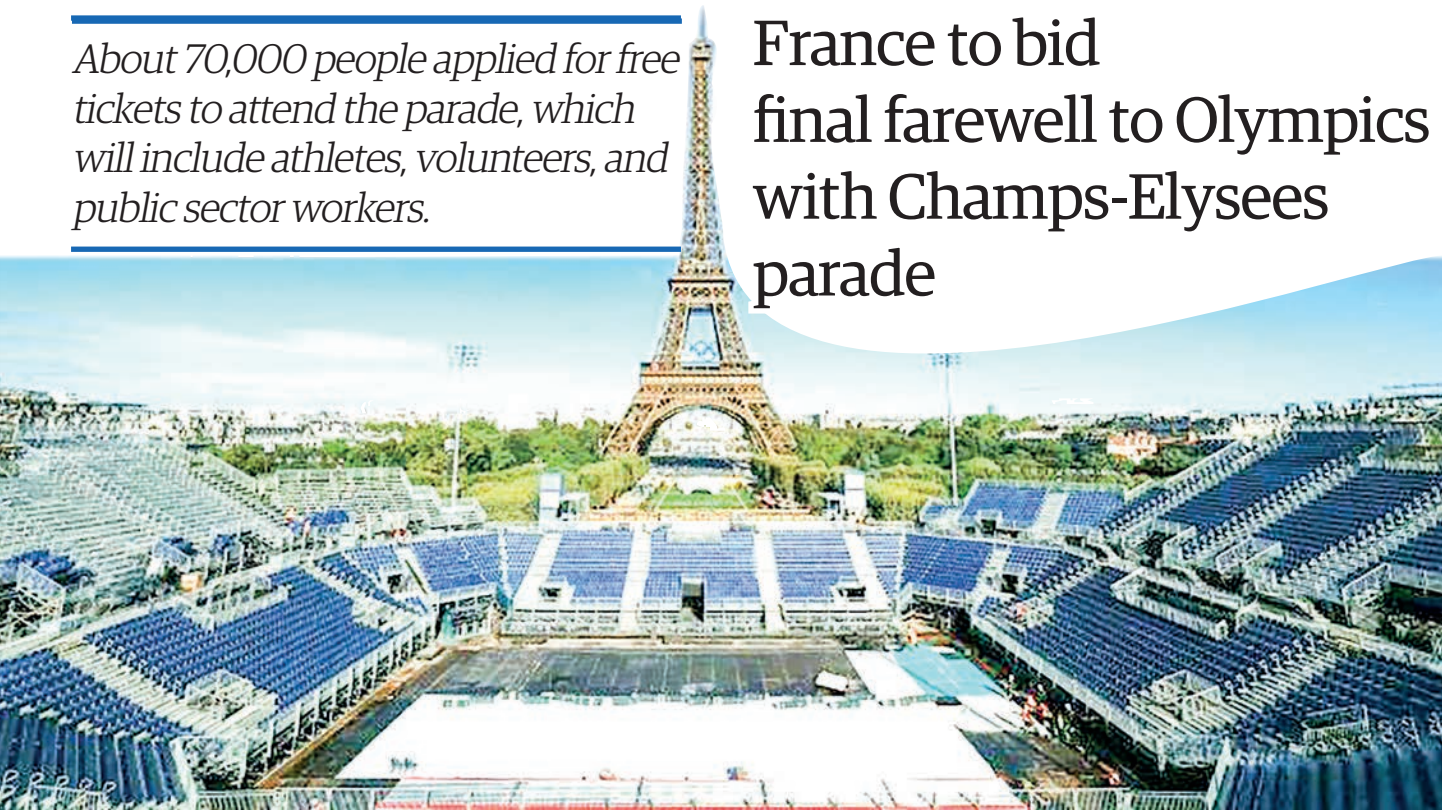 About 70,000 people applied for free
tickets to attend the parade, which
will include athletes, volunteers, and
public sector workers.
France to bid
final farewell to Olympics
with Champs-Elysees
parade